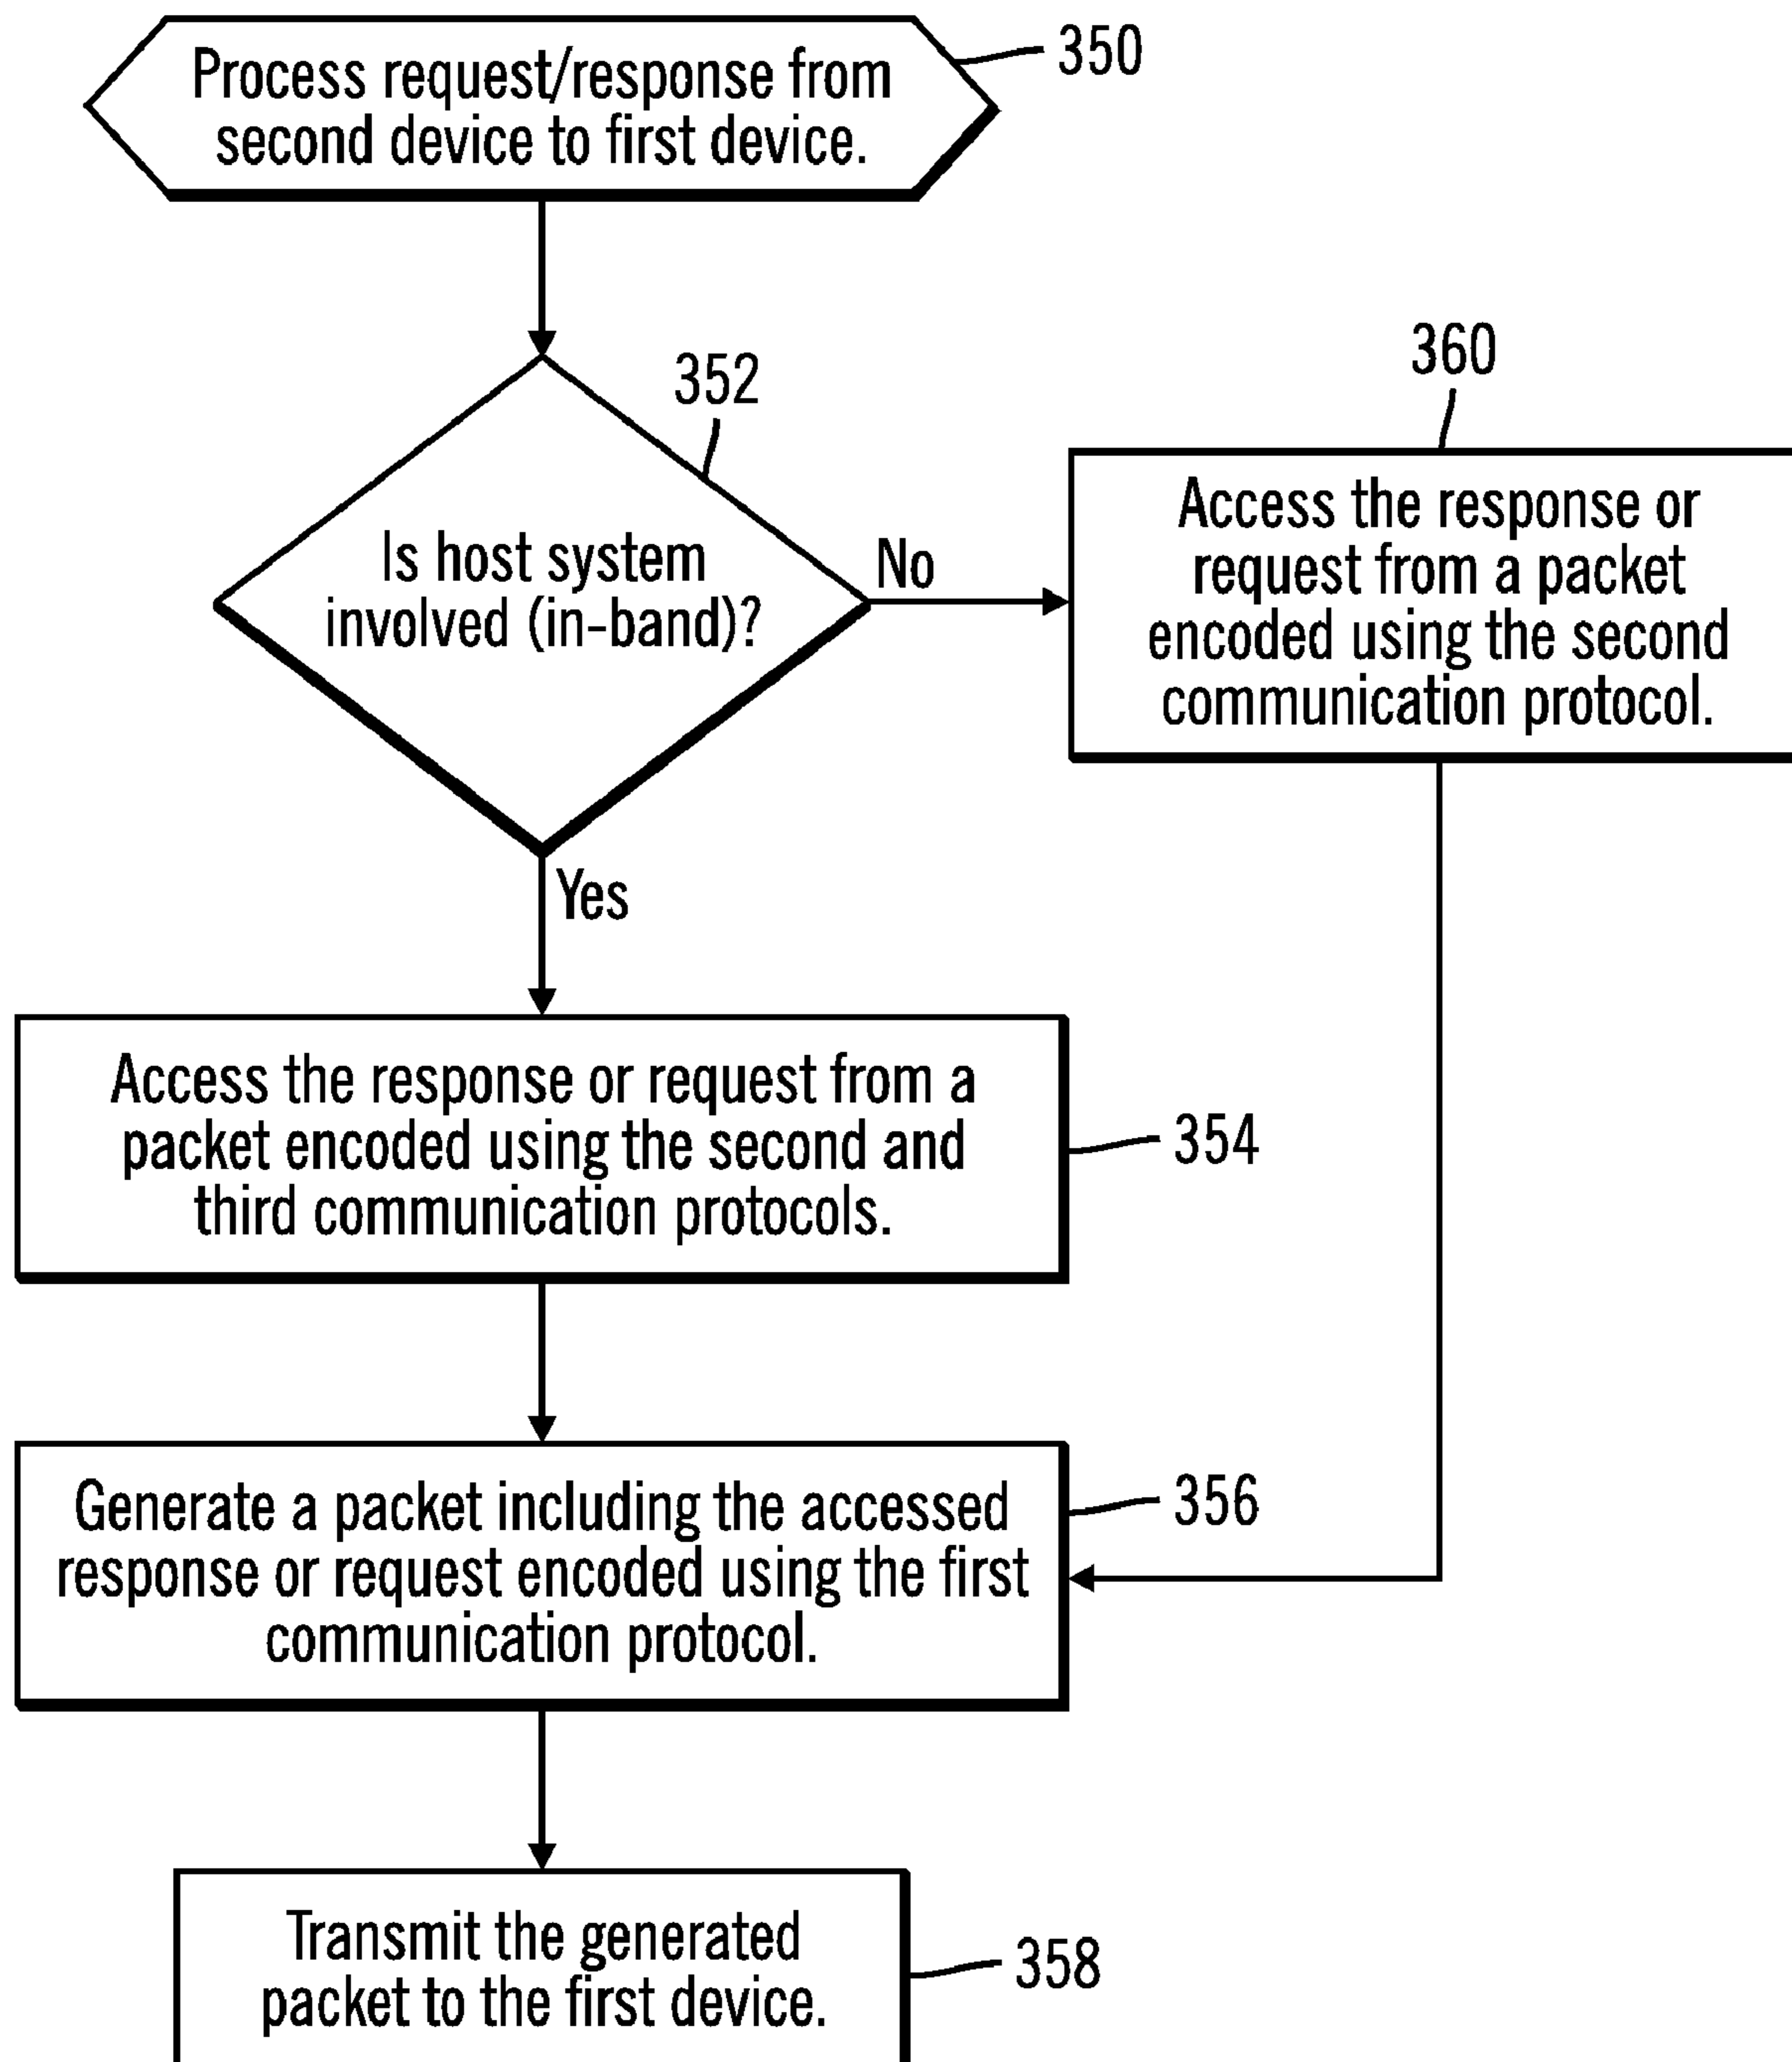 Process request/response from
second device to first device.
350
352
Is host system
involved (in-band)?
No
Yes
360
Access the response or
request from a packet
encoded using the second
communication protocol.
Access the response or request from a
packet encoded using the second and
third communication protocols.
354
Generate a packet including the accessed
response or request encoded using the first
communication protocol.
356
Transmit the generated
packet to the first device.
358